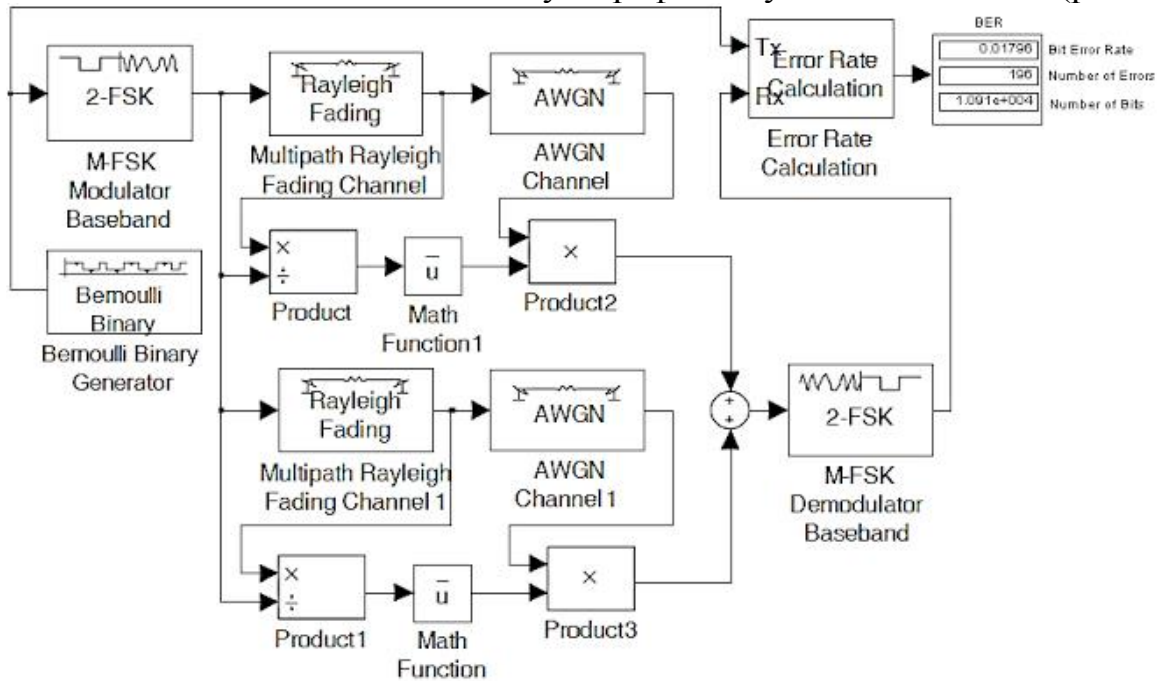 BER
Tx
Error Rate
Calculation
Rx
0.01796
Bit Error Rate
196
Number of Errors
1.091e+004
Number of Bits
Error Rate
Calculation
2-FSK
M-FSK
Modulator
Baseband
Rayleigh
Fading
Multipath Rayleigh
Fading Channel
AWGN
AWGN
Channel
Bernoulli
Binary
Bernoulli Binary
Generator
×
÷
Product
u
Math
Function1
×
Product2
Rayleigh
Fading
Multipath Rayleigh
Fading Channel 1
AWGN
AWGN
Channel 1
+
+
2-FSK
M-FSK
Demodulator
Baseband
×
÷
Product1
u
Math
Function
×
Product3